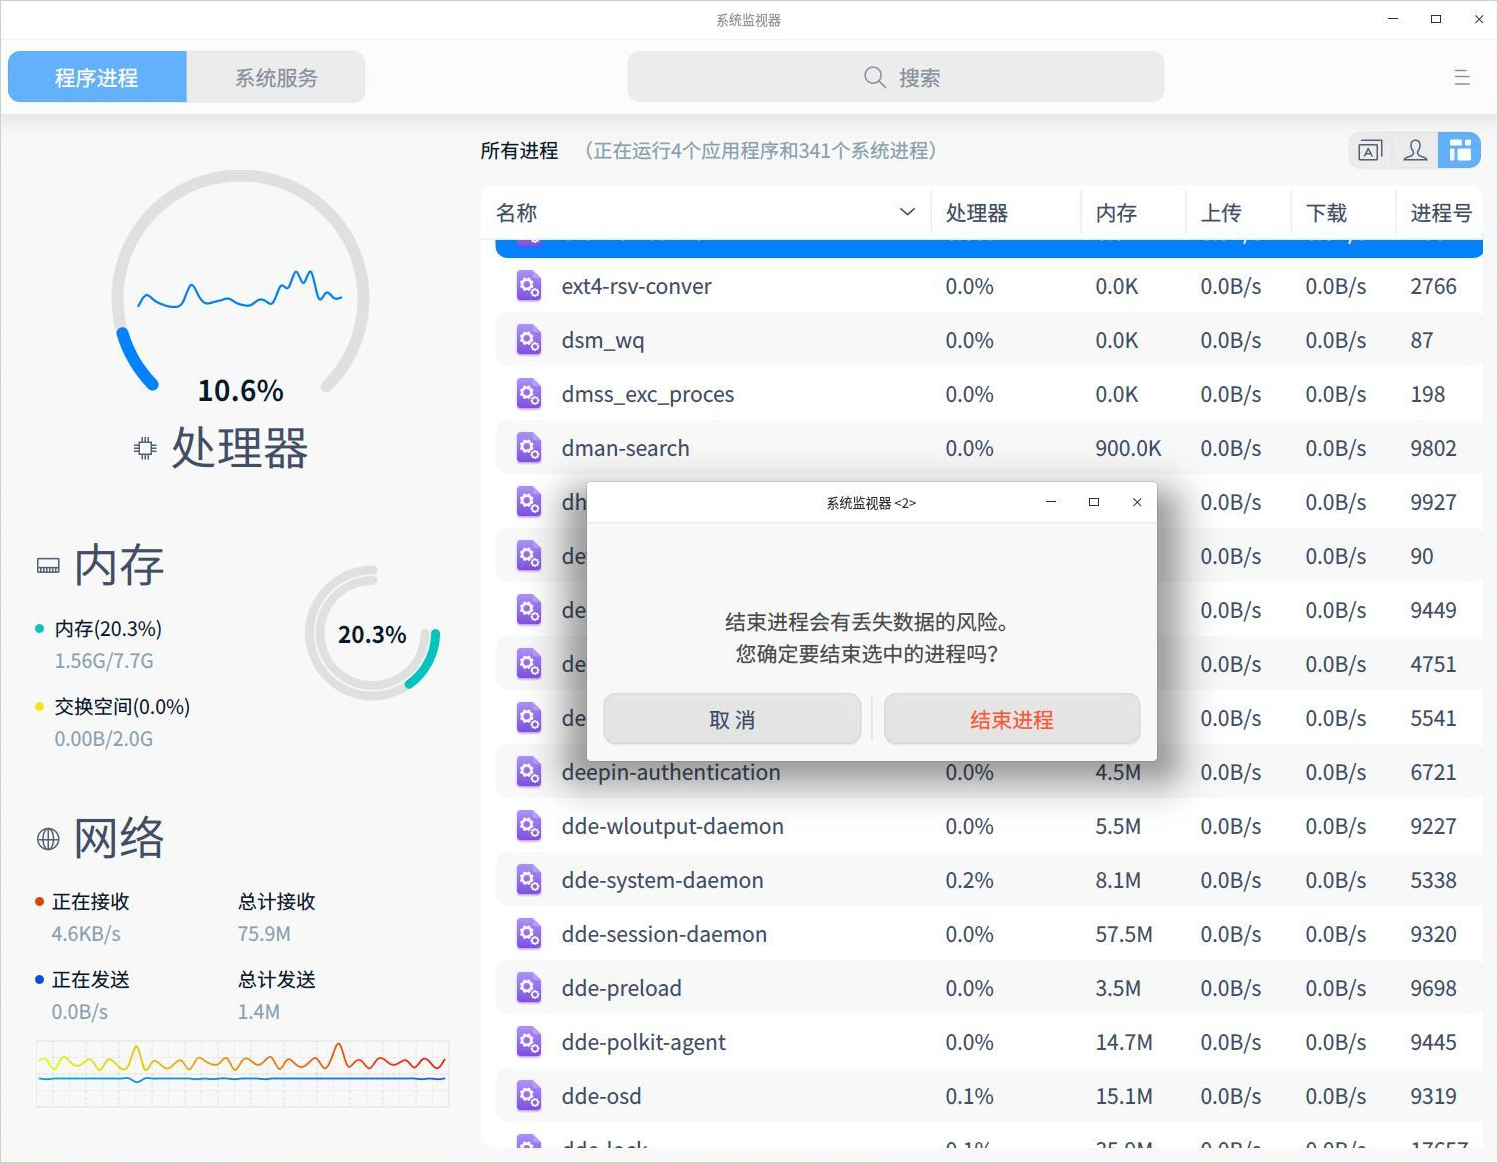 系统监视器
程序进程
系统服务
搜索
所有进程
（正在运行4个应用程序和341个系统进程）
名称 处理器 内存 上传 下载 进程号
ext4-rsv-conver 0.0% 0.0K 0.0B/s 0.0B/s 2766
dsm_wq 0.0% 0.0K 0.0B/s 0.0B/s 87
dmss_exc_proces 0.0% 0.0K 0.0B/s 0.0B/s 198
dman-search 0.0% 900.0K 0.0B/s 0.0B/s 9802
0.0B/s 0.0B/s 9927
0.0B/s 0.0B/s 90
0.0B/s 0.0B/s 9449
0.0B/s 0.0B/s 4751
0.0B/s 0.0B/s 5541
deepin-authentication 0.0% 4.5M 0.0B/s 0.0B/s 6721
dde-wloutput-daemon 0.0% 5.5M 0.0B/s 0.0B/s 9227
dde-system-daemon 0.2% 8.1M 0.0B/s 0.0B/s 5338
dde-session-daemon 0.0% 57.5M 0.0B/s 0.0B/s 9320
dde-preload 0.0% 3.5M 0.0B/s 0.0B/s 9698
dde-polkit-agent 0.0% 14.7M 0.0B/s 0.0B/s 9445
dde-osd 0.1% 15.1M 0.0B/s 0.0B/s 9319
系统监视器 <2>
结束进程会有丢失数据的风险。
您确定要结束选中的进程吗？
取 消
结束进程
10.6%
处理器
内存
内存(20.3%)
1.56G/7.7G
交换空间(0.0%)
0.00B/2.0G
20.3%
网络
正在接收 总计接收
4.6KB/s 75.9M
正在发送 总计发送
0.0B/s 1.4M